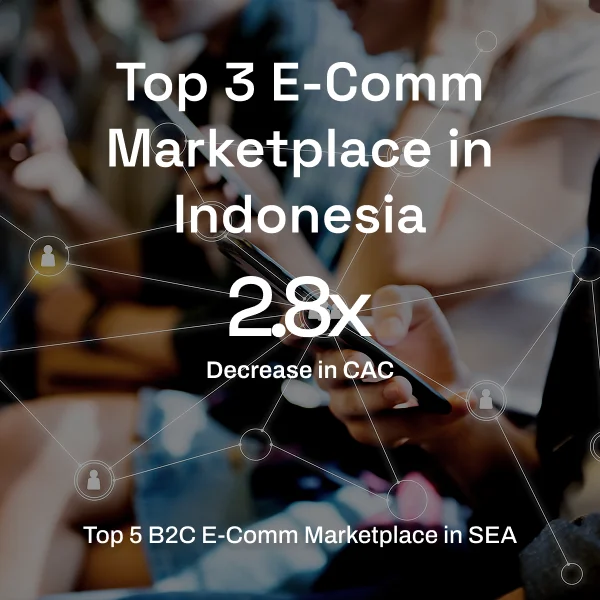 Top 3 E-Comm
Marketplace in
Indonesia
2.8x
Decrease in CAC
Top 5 B2C E-Comm Marketplace in SEA